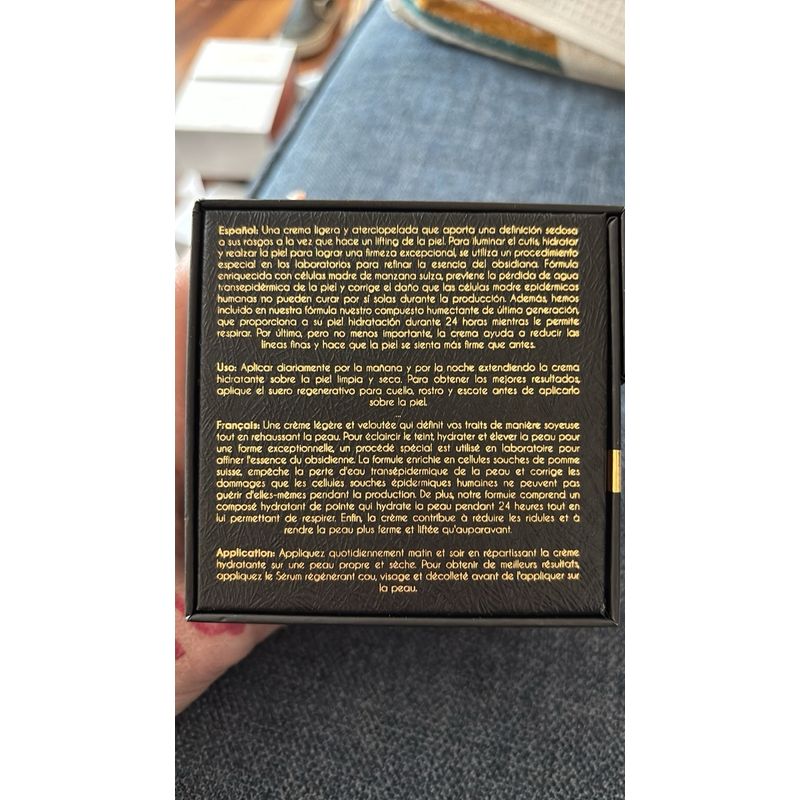 Español: Una crema ligera y aterciopelada que aporta una definición sedosa
a sus rasgos a la vez que hace un lifting de la piel. Para iluminar el cutis, hidratar
y realzar la piel para lograr una firmeza excepcional, se utiliza un procedimiento
especial en los laboratorios para refinar la esencia del obsidiana. Fórmula
enriquecida con células madre de manzana suiza, previene la pérdida de agua
transepidérmica de la piel y corrige el daño que las células madre epidérmicas
humanas no pueden curar por sí solas durante la producción. Además, hemos
incluido en nuestra fórmula nuestro compuesto humectante de última generación,
que proporciona a su piel hidratación durante 24 horas mientras le permite
respirar. Por último, pero no menos importante, la crema ayuda a reducir las
líneas finas y hace que la piel se sienta más firme que antes.
Uso: Aplicar diariamente por la mañana y por la noche extendiendo la crema
hidratante sobre la piel limpia y seca. Para obtener los mejores resultados,
aplique el suero regenerativo para cuello, rostro y escote antes de aplicarlo
sobre la piel.
...
Français: Une crème légère et veloutée qui définit vos traits de manière soyeuse
tout en rehaussant la peau. Pour éclaircir le teint, hydrater et élever la peau pour
une forme exceptionnelle, un procédé spécial est utilisé en laboratoire pour
affiner l'essence du obsidienne. La formule enrichie en cellules souches de pomme
suisse, empêche la perte d'eau transépidermique de la peau et corrige les
dommages que les cellules souches épidermiques humaines ne peuvent pas
guérir d'elles-mêmes pendant la production. De plus, notre formule comprend un
composé hydratant de pointe qui hydrate la peau pendant 24 heures tout en
lui permettant de respirer. Enfin, la crème contribue à réduire les ridules et à
rendre la peau plus ferme et liftée qu'auparavant.
Application: Appliquez quotidiennement matin et soir en répartissant la crème
hydratante sur une peau propre et sèche. Pour obtenir de meilleurs résultats,
appliquez le Sérum régénérant cou, visage et décolleté avant de l'appliquer sur
la peau.